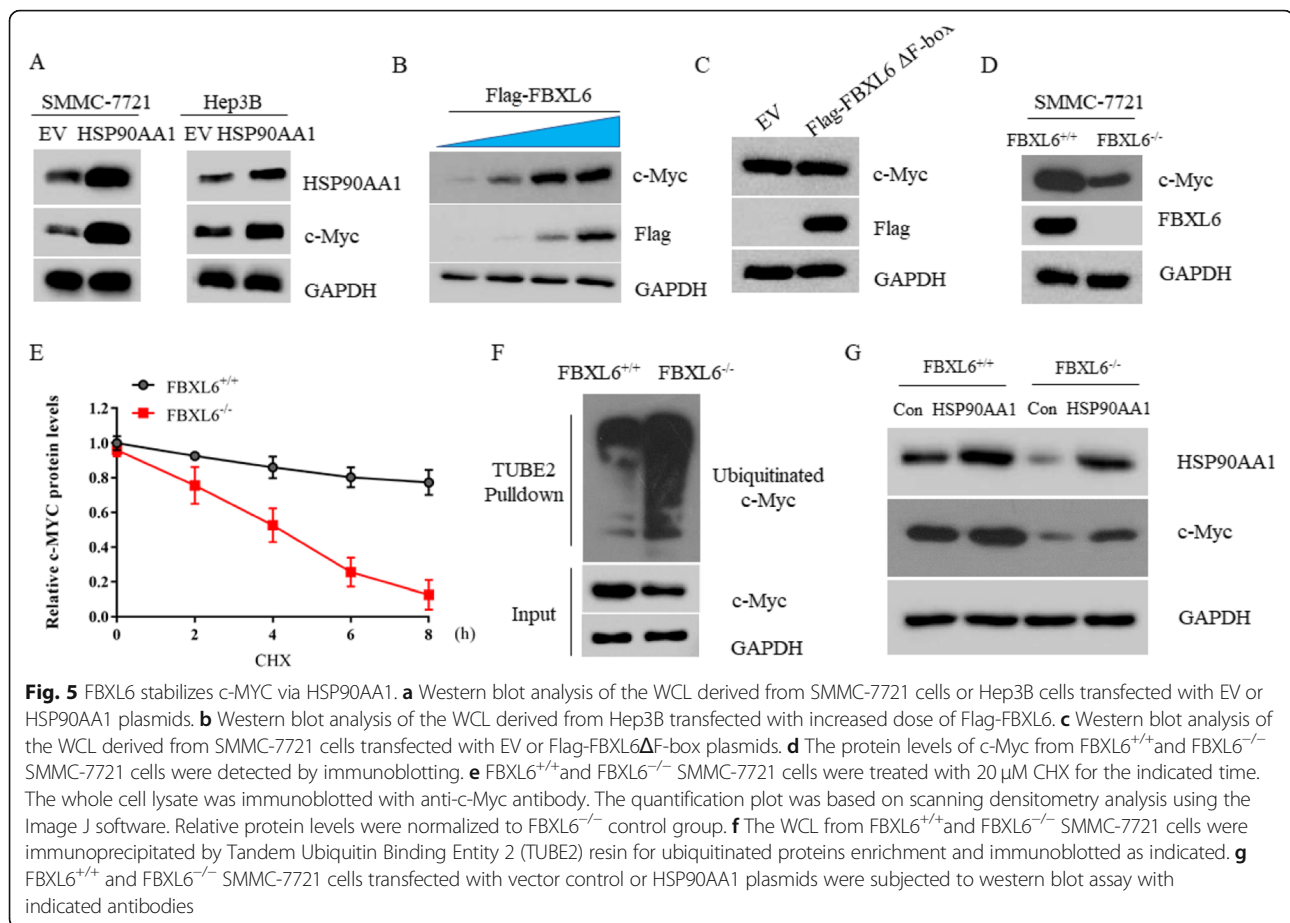 A
SMMC-7721
Hep3B
EV HSP90AA1
EV HSP90AA1
HSP90AA1
c-Myc
GAPDH
B
Flag-FBXL6
c-Myc
Flag
GAPDH
C
EV
Flag-FBXL6 ΔF-box
c-Myc
Flag
GAPDH
D
SMMC-7721
FBXL6+/+ FBXL6-/-
c-Myc
FBXL6
GAPDH
E
FBXL6+/+
FBXL6-/-
Relative c-MYC protein levels
1.2
1.0
0.8
0.6
0.4
0.2
0.0
0 2 4 6 8 (h)
CHX
F
FBXL6+/+ FBXL6-/-
TUBE2
Pulldown
Ubiquitinated
c-Myc
Input
c-Myc
GAPDH
G
FBXL6+/+ FBXL6-/-
Con HSP90AA1 Con HSP90AA1
HSP90AA1
c-Myc
GAPDH
Fig. 5 FBXL6 stabilizes c-MYC via HSP90AA1. a Western blot analysis of the WCL derived from SMMC-7721 cells or Hep3B cells transfected with EV or
HSP90AA1 plasmids. b Western blot analysis of the WCL derived from Hep3B transfected with increased dose of Flag-FBXL6. c Western blot analysis of
the WCL derived from SMMC-7721 cells transfected with EV or Flag-FBXL6ΔF-box plasmids. d The protein levels of c-Myc from FBXL6+/+and FBXL6−/−
SMMC-7721 cells were detected by immunoblotting. e FBXL6+/+and FBXL6−/− SMMC-7721 cells were treated with 20 μM CHX for the indicated time.
The whole cell lysate was immunoblotted with anti-c-Myc antibody. The quantification plot was based on scanning densitometry analysis using the
Image J software. Relative protein levels were normalized to FBXL6−/− control group. f The WCL from FBXL6+/+and FBXL6−/− SMMC-7721 cells were
immunoprecipitated by Tandem Ubiquitin Binding Entity 2 (TUBE2) resin for ubiquitinated proteins enrichment and immunoblotted as indicated. g
FBXL6+/+ and FBXL6−/− SMMC-7721 cells transfected with vector control or HSP90AA1 plasmids were subjected to western blot assay with
indicated antibodies